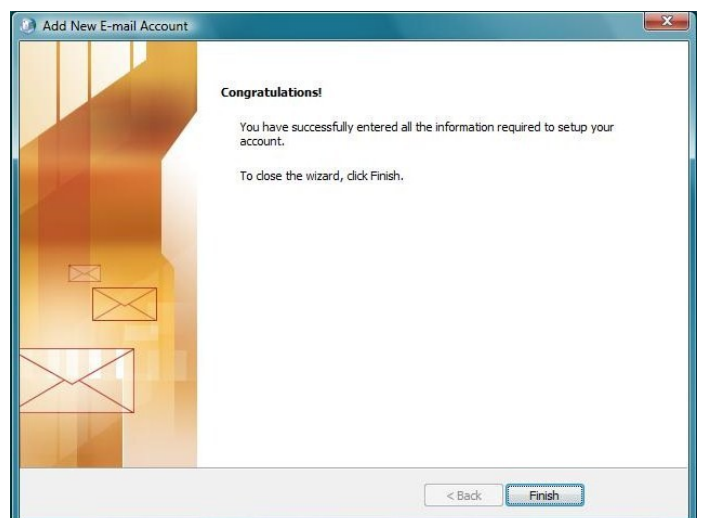 Add New E-mail Account
Congratulations!
You have successfully entered all the information required to setup your
account.
To close the wizard, click Finish.
< Back
Finish